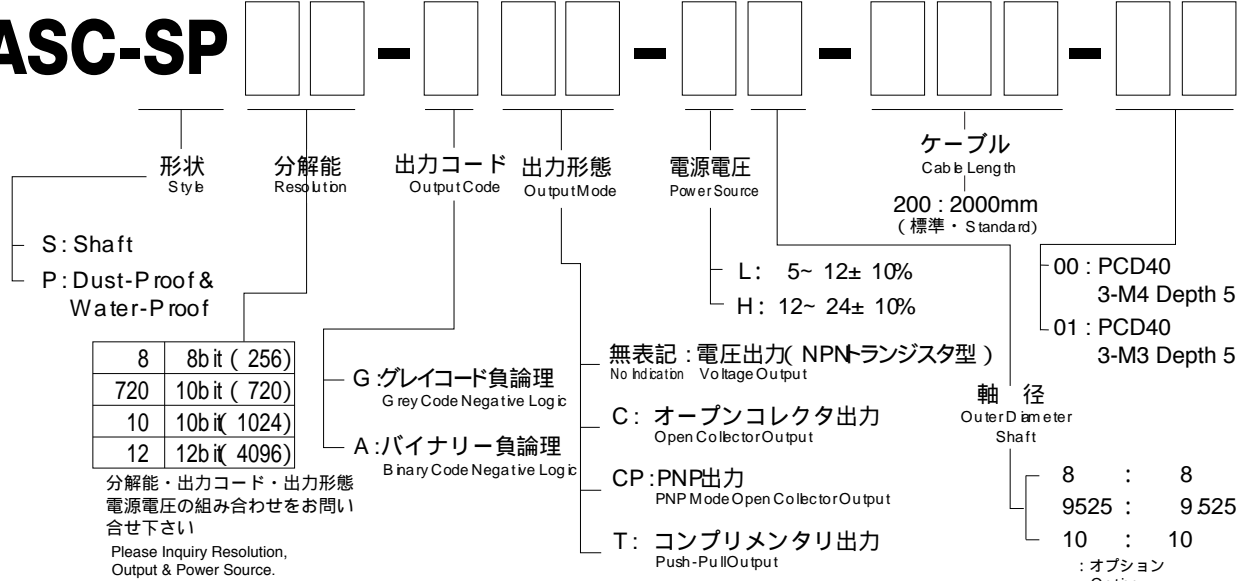 ASC-SP
形状
Style
分解能
Resolution
出力コード
Output Code
出力形態
Output Mode
電源電圧
Power Source
ケーブル
Cable Length
200 : 2000mm
(標準・Standard)
S : Shaft
P : Dust-Proof &
Water-Proof
8 8bit ( 256)
720 10bit ( 720)
10 10bit( 1024)
12 12bit( 4096)
分解能・出力コード・出力形態
電源電圧の組み合わせをお問い
合せ下さい
Please Inquiry Resolution,
Output & Power Source.
G :グレイコード負論理
Grey Code Negative Logic
A :バイナリー負論理
Binary Code Negative Logic
無表記 : 電圧出力( NPNトランジスタ型 )
No Indication Voltage Output
C : オープンコレクタ出力
Open Collector Output
CP : PNP出力
PNP Mode Open Collector Output
T : コンプリメンタリ出力
Push-Pull Output
L : 5~ 12± 10%
H : 12~ 24± 10%
00 : PCD40
3-M4 Depth 5
01 : PCD40
3-M3 Depth 5
軸 径
Outer Diameter
Shaft
8 : 8
9525 : 9.525
10 : 10
: オプション